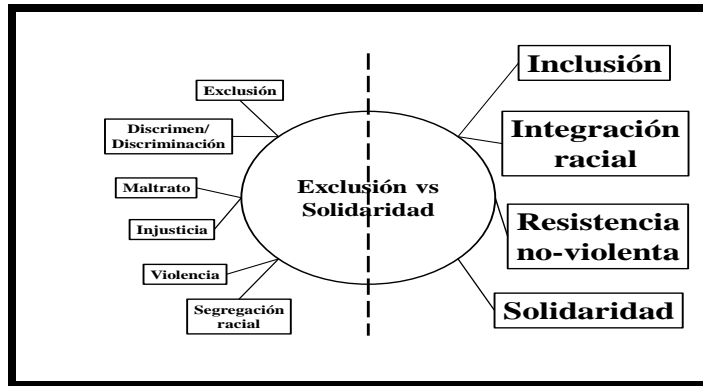 Exclusión
Discrimen/
Discriminación
Maltrato
Injusticia
Violencia
Segregación
racial
Exclusión vs
Solidaridad
Inclusión
Integración
racial
Resistencia
no-violenta
Solidaridad